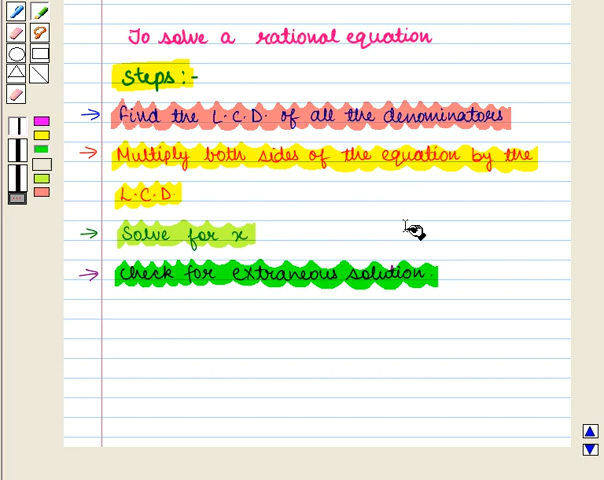 To solve a rational equation
Steps:-
→ Find the L.C.D. of all the denominators
→ Multiply both sides of the equation by the
L.C.D.
→ Solve for x
→ Check for extraneous solution.